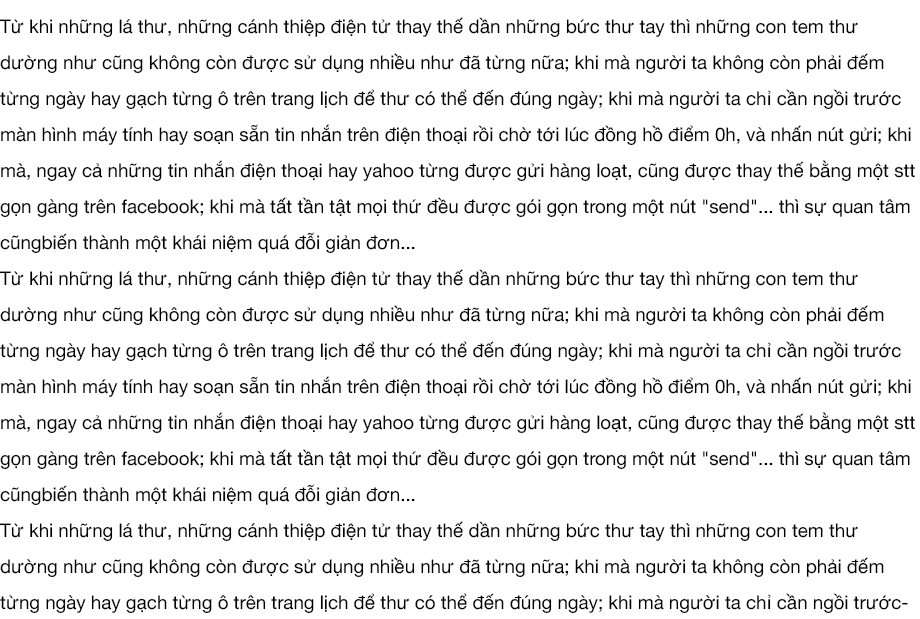 Từ khi những lá thư, những cánh thiệp điện tử thay thế dần những bức thư tay thì những con tem thư
dường như cũng không còn được sử dụng nhiều như đã từng nữa; khi mà người ta không còn phải đếm
từng ngày hay gạch từng ô trên trang lịch để thư có thể đến đúng ngày; khi mà người ta chỉ cần ngồi trước
màn hình máy tính hay soạn sẵn tin nhắn trên điện thoại rồi chờ tới lúc đồng hồ điểm 0h, và nhấn nút gửi; khi
mà, ngay cả những tin nhắn điện thoại hay yahoo từng được gửi hàng loạt, cũng được thay thế bằng một stt
gọn gàng trên facebook; khi mà tất tần tật mọi thứ đều được gói gọn trong một nút "send"... thì sự quan tâm
cũngbiến thành một khái niệm quá đỗi giản đơn...
Từ khi những lá thư, những cánh thiệp điện tử thay thế dần những bức thư tay thì những con tem thư
dường như cũng không còn được sử dụng nhiều như đã từng nữa; khi mà người ta không còn phải đếm
từng ngày hay gạch từng ô trên trang lịch để thư có thể đến đúng ngày; khi mà người ta chỉ cần ngồi trước
màn hình máy tính hay soạn sẵn tin nhắn trên điện thoại rồi chờ tới lúc đồng hồ điểm 0h, và nhấn nút gửi; khi
mà, ngay cả những tin nhắn điện thoại hay yahoo từng được gửi hàng loạt, cũng được thay thế bằng một stt
gọn gàng trên facebook; khi mà tất tần tật mọi thứ đều được gói gọn trong một nút "send"... thì sự quan tâm
cũngbiến thành một khái niệm quá đỗi giản đơn...
Từ khi những lá thư, những cánh thiệp điện tử thay thế dần những bức thư tay thì những con tem thư
dường như cũng không còn được sử dụng nhiều như đã từng nữa; khi mà người ta không còn phải đếm
từng ngày hay gạch từng ô trên trang lịch để thư có thể đến đúng ngày; khi mà người ta chỉ cần ngồi trước-